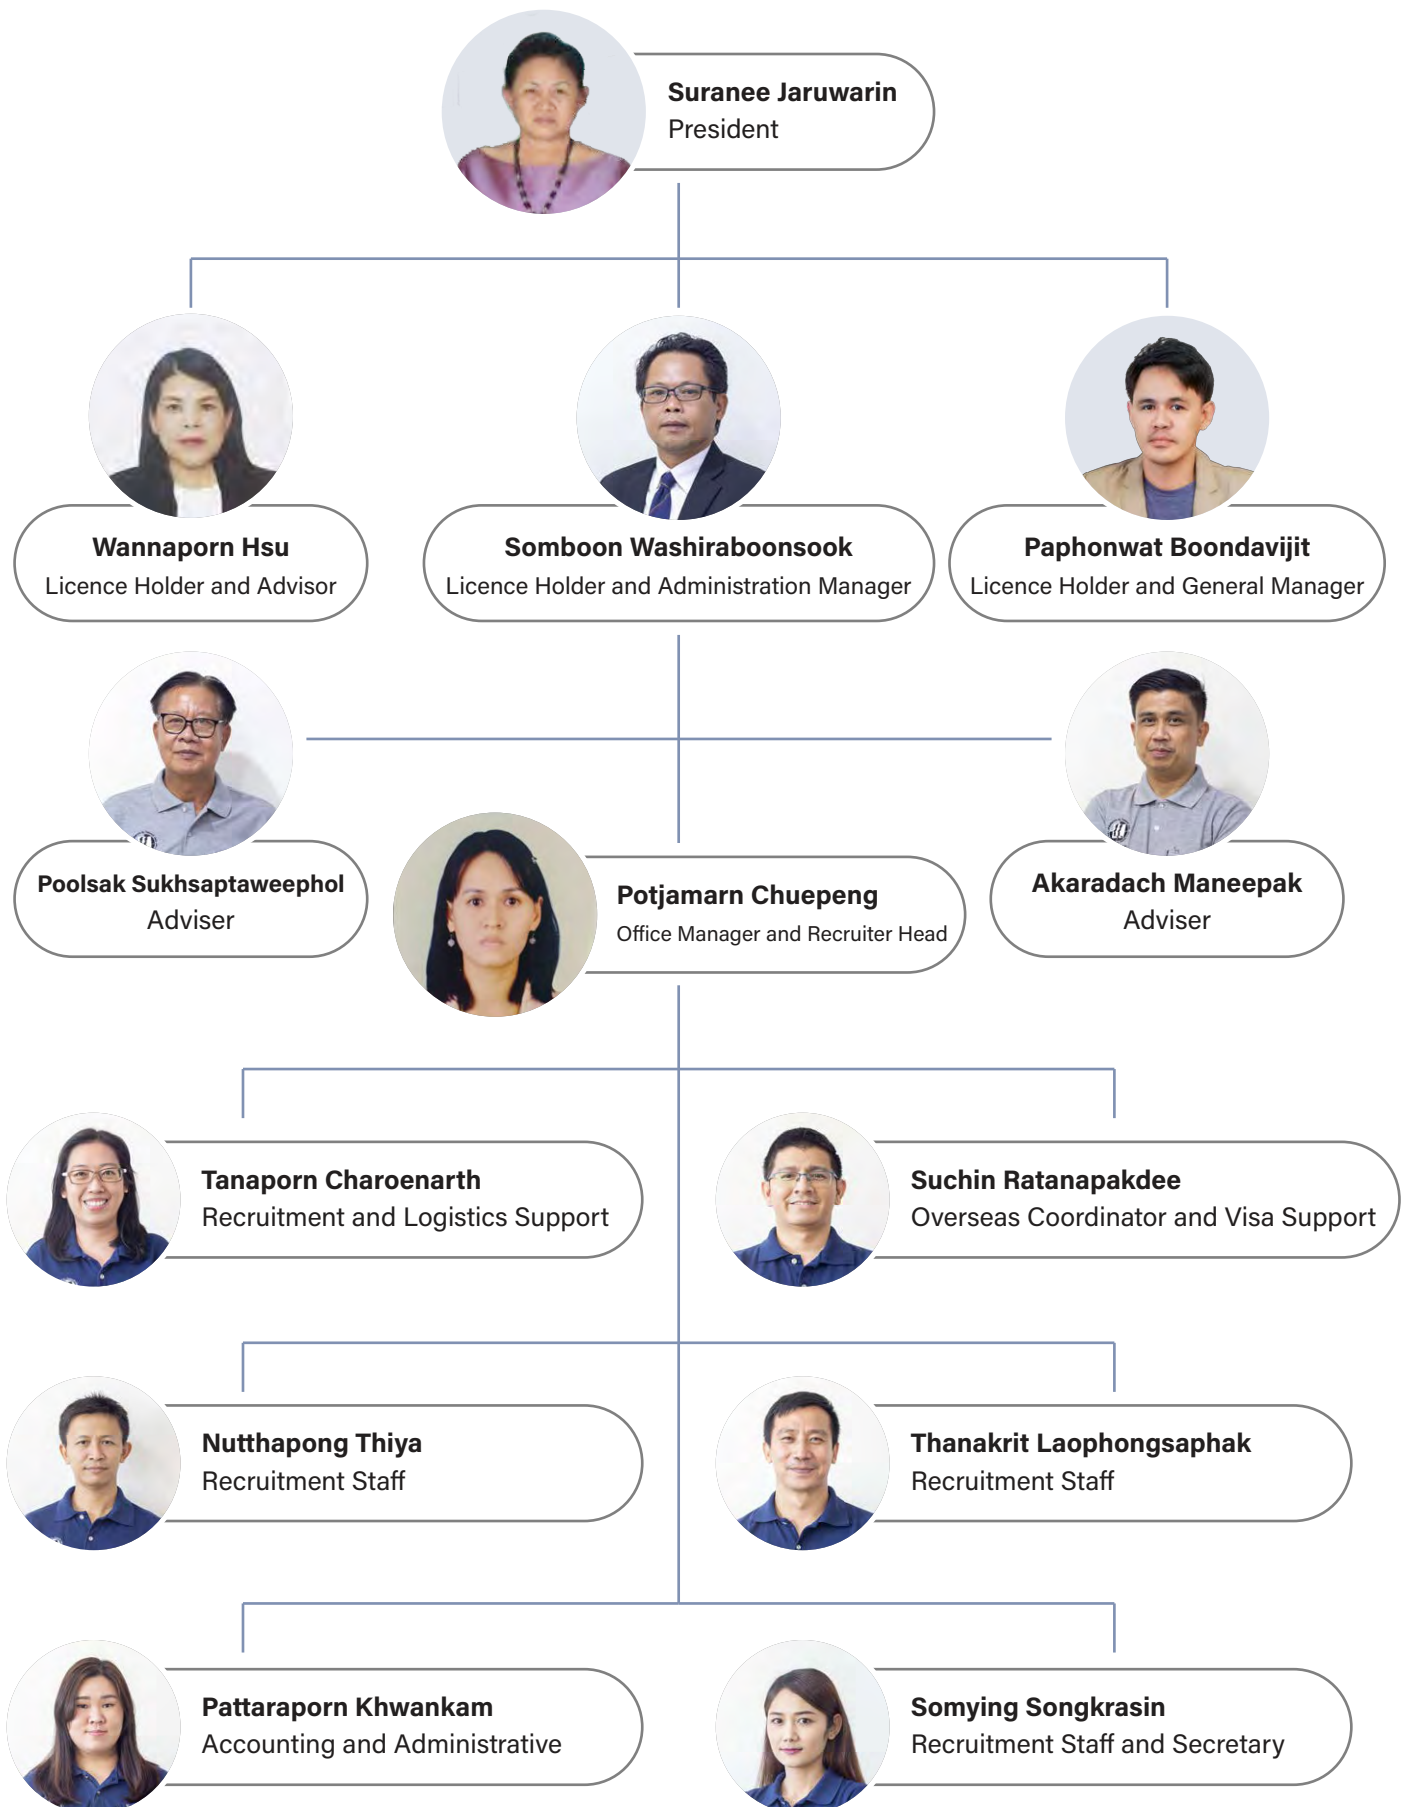 Suranee Jaruwarin
President
Wannaporn Hsu
Licence Holder and Advisor
Somboon Washiraboonsook
Licence Holder and Administration Manager
Paphonwat Boondavijit
Licence Holder and General Manager
Poolsak Sukhsaptaweephol
Adviser
Potjamarn Chuepeng
Office Manager and Recruiter Head
Akaradach Maneepak
Adviser
Tanaporn Charoenarth
Recruitment and Logistics Support
Suchin Ratanapakdee
Overseas Coordinator and Visa Support
Nutthapong Thiya
Recruitment Staff
Thanakrit Laophongsaphak
Recruitment Staff
Pattaraporn Khwankam
Accounting and Administrative
Somying Songkrasin
Recruitment Staff and Secretary